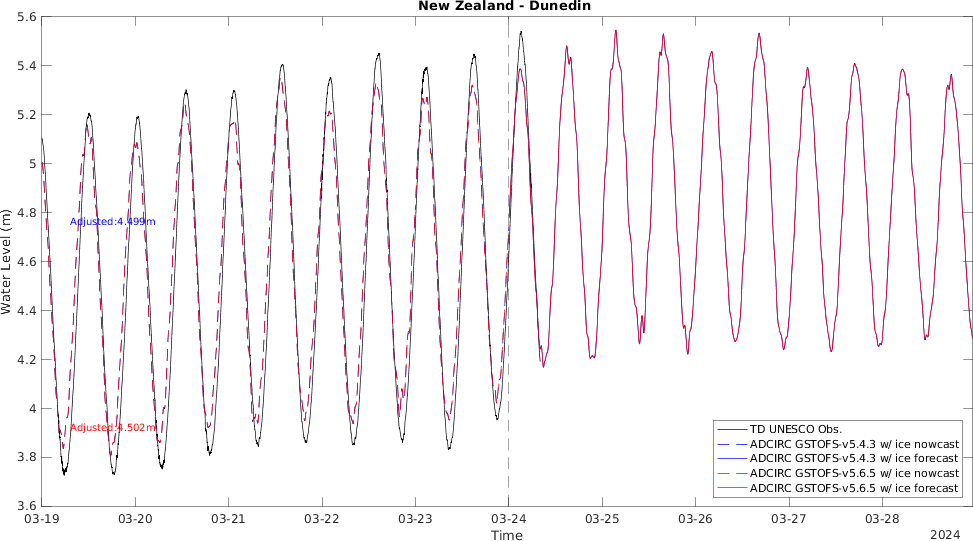 New Zealand - Dunedin
5.6
5.4
5.2
5
4.8
4.6
4.4
4.2
4
3.8
3.6
Water Level (m)
Adjusted:4.499m
Adjusted:4.502m
TD UNESCO Obs.
ADCIRC GSTOFS-v5.4.3 w/ ice nowcast
ADCIRC GSTOFS-v5.4.3 w/ ice forecast
ADCIRC GSTOFS-v5.6.5 w/ ice nowcast
ADCIRC GSTOFS-v5.6.5 w/ ice forecast
03-19 03-20 03-21 03-22 03-23 03-24 03-25 03-26 03-27 03-28
Time
2024